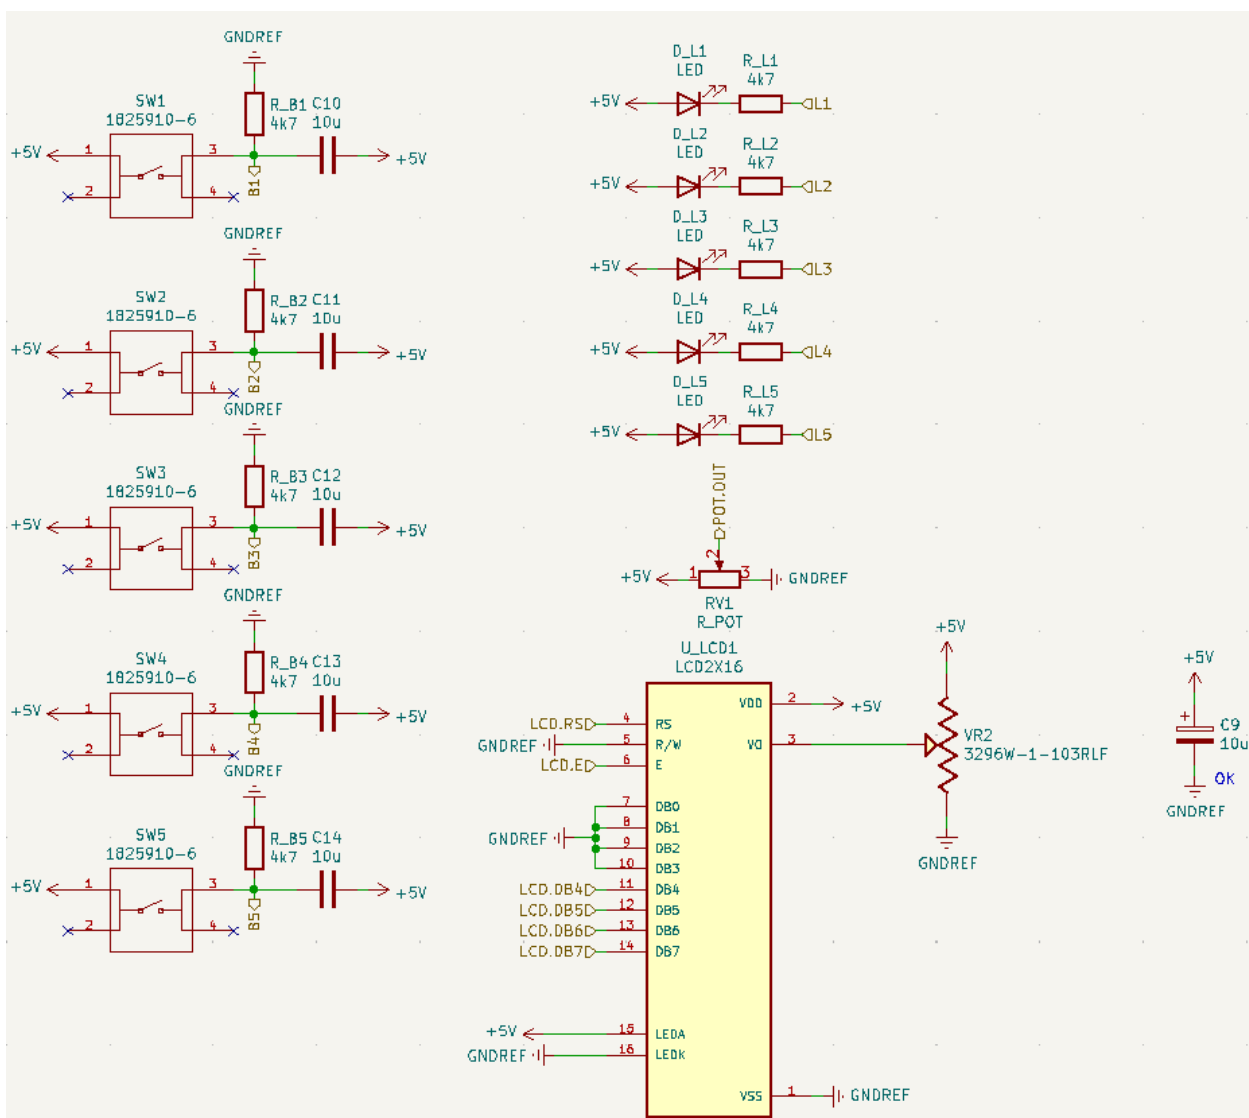 GNDREF
SW1
1825910-6
R_B1 C10
4k7 10u
+5V
1
3
+5V
2
4
B1
GNDREF
SW2
1825910-6
R_B2 C11
4k7 10u
+5V
1
3
+5V
2
4
B2
GNDREF
SW3
1825910-6
R_B3 C12
4k7 10u
+5V
1
3
+5V
2
4
B3
GNDREF
SW4
1825910-6
R_B4 C13
4k7 10u
+5V
1
3
+5V
2
4
B4
GNDREF
SW5
1825910-6
R_B5 C14
4k7 10u
+5V
1
3
+5V
2
4
B5
D_L1
LED
R_L1
4k7
+5V
L1
D_L2
LED
R_L2
4k7
+5V
L2
D_L3
LED
R_L3
4k7
+5V
L3
D_L4
LED
R_L4
4k7
+5V
L4
D_L5
LED
R_L5
4k7
+5V
L5
POT.OUT
2
+5V
1
3
GNDREF
RV1
R_POT
U_LCD1
LCD2X16
VDD
2
+5V
LCD.RS
4
RS
GNDREF
5
R/W
VO
3
LCD.E
6
E
7
DB0
8
DB1
GNDREF
9
DB2
10
DB3
LCD.DB4
11
DB4
LCD.DB5
12
DB5
LCD.DB6
13
DB6
LCD.DB7
14
DB7
+5V
15
LEDA
GNDREF
16
LEDK
VSS
1
GNDREF
+5V
VR2
3296W-1-103RLF
GNDREF
+5V
+
C9
10u
OK
GNDREF